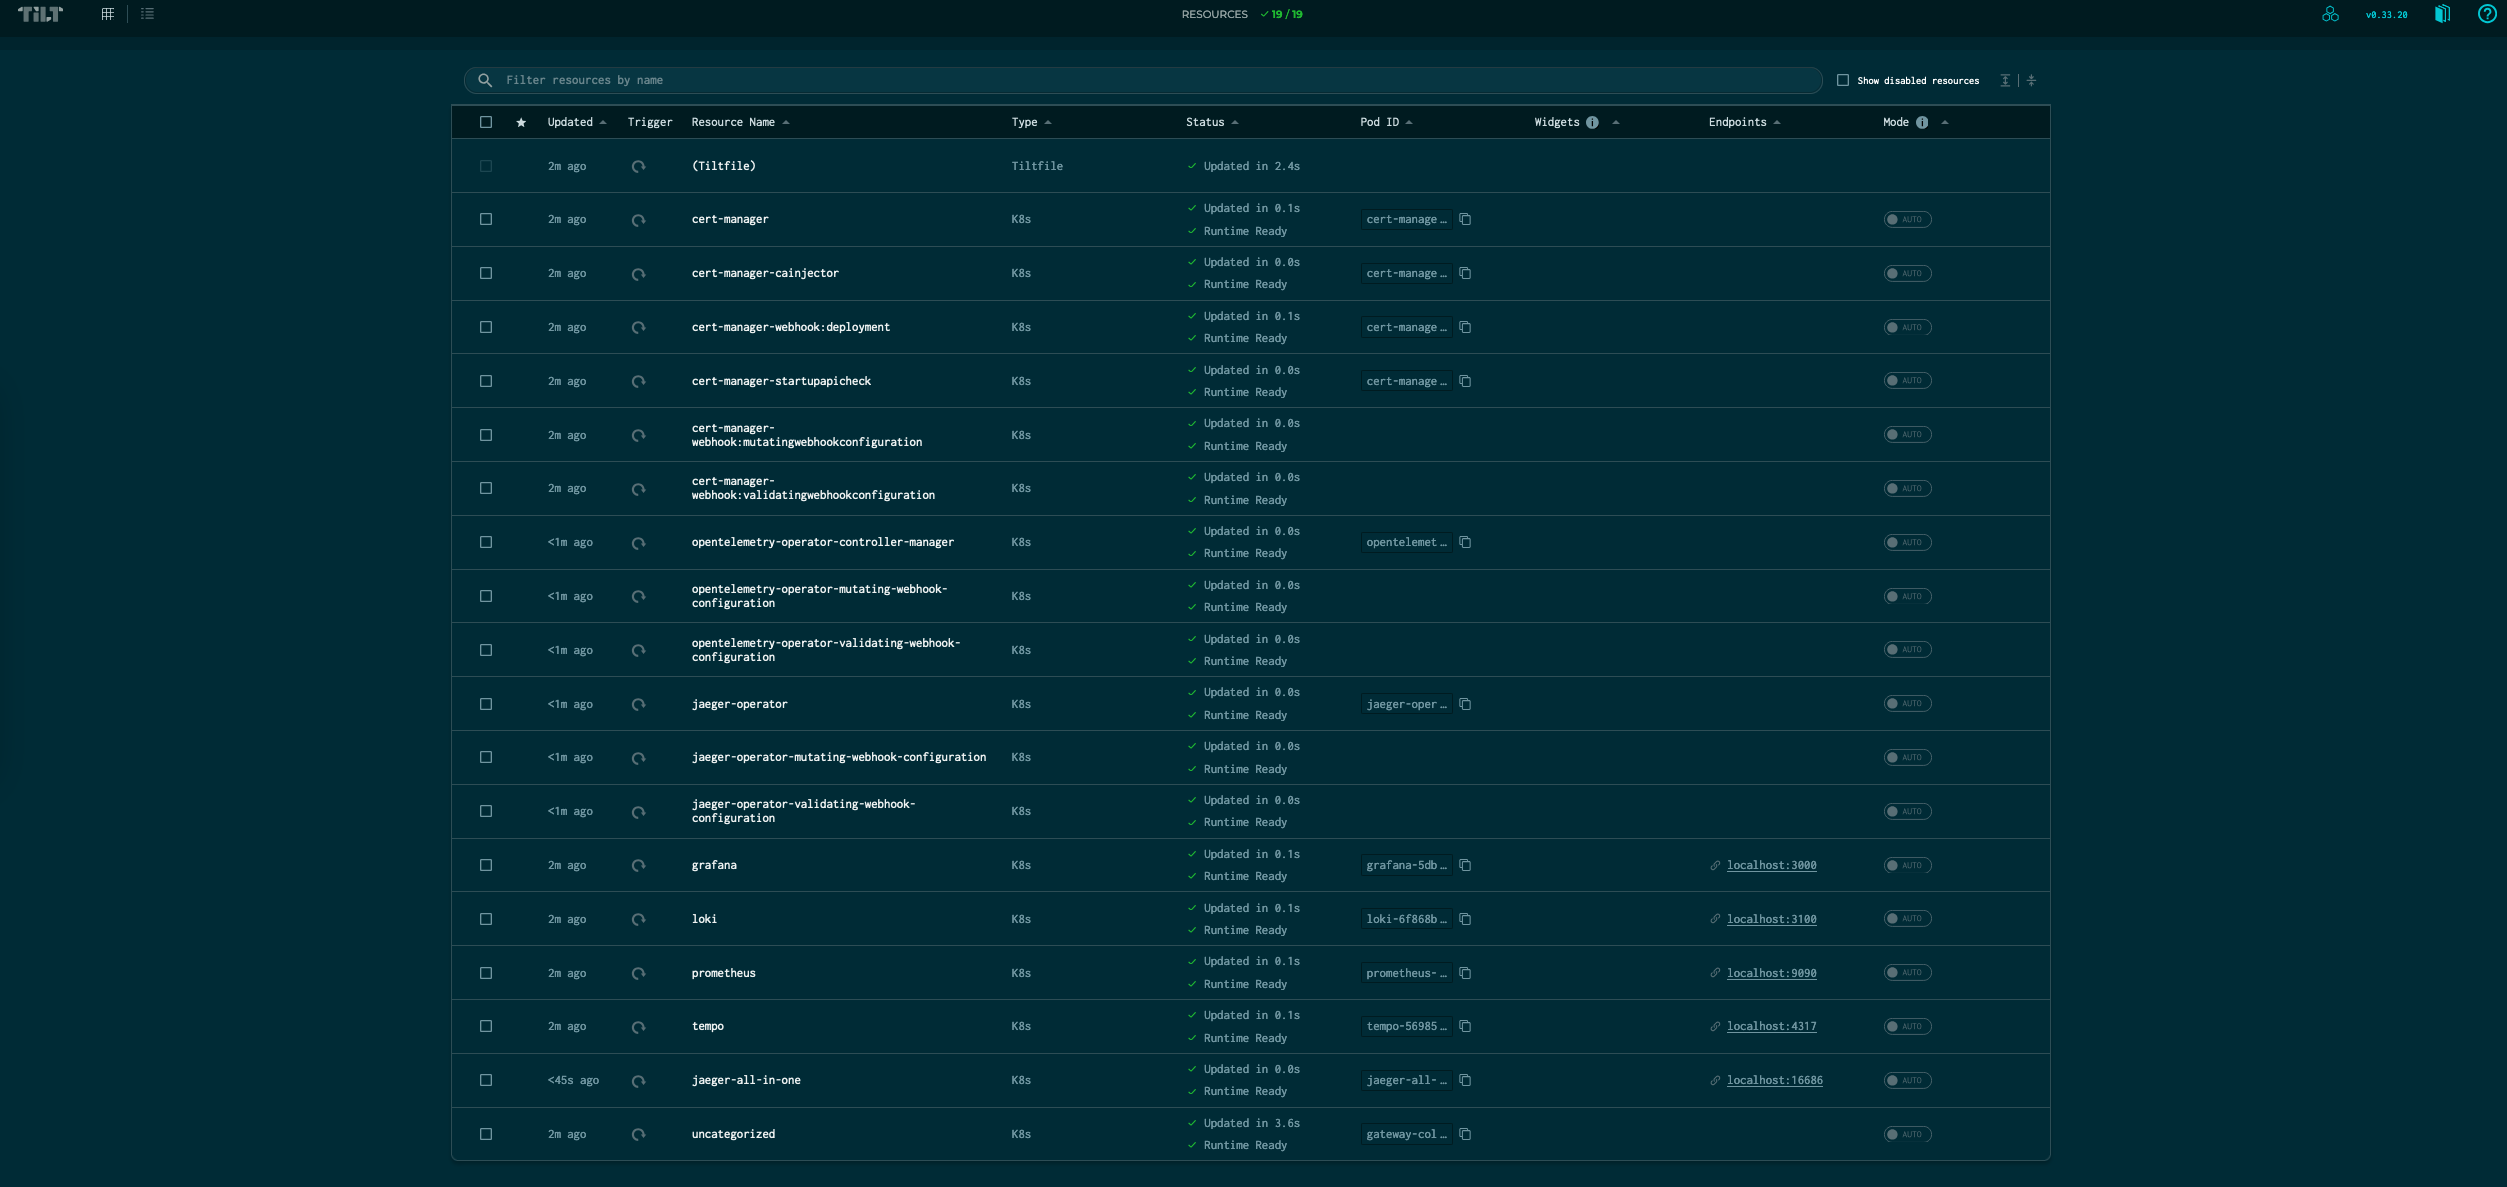 TILT
RESOURCES 19 / 19
v0.33.20
Filter resources by name
Show disabled resources
Updated Trigger Resource Name Type Status Pod ID Widgets Endpoints Mode
2m ago (Tiltfile) Tiltfile Updated in 2.4s
2m ago cert-manager K8s Updated in 0.1s Runtime Ready cert-manage… AUTO
2m ago cert-manager-cainjector K8s Updated in 0.0s Runtime Ready cert-manage… AUTO
2m ago cert-manager-webhook:deployment K8s Updated in 0.1s Runtime Ready cert-manage… AUTO
2m ago cert-manager-startupapicheck K8s Updated in 0.0s Runtime Ready cert-manage… AUTO
2m ago cert-manager-webhook:mutatingwebhookconfiguration K8s Updated in 0.0s Runtime Ready AUTO
2m ago cert-manager-webhook:validatingwebhookconfiguration K8s Updated in 0.0s Runtime Ready AUTO
<1m ago opentelemetry-operator-controller-manager K8s Updated in 0.0s Runtime Ready opentelemet… AUTO
<1m ago opentelemetry-operator-mutating-webhook-configuration K8s Updated in 0.0s Runtime Ready AUTO
<1m ago opentelemetry-operator-validating-webhook-configuration K8s Updated in 0.0s Runtime Ready AUTO
<1m ago jaeger-operator K8s Updated in 0.0s Runtime Ready jaeger-oper… AUTO
<1m ago jaeger-operator-mutating-webhook-configuration K8s Updated in 0.0s Runtime Ready AUTO
<1m ago jaeger-operator-validating-webhook-configuration K8s Updated in 0.0s Runtime Ready AUTO
2m ago grafana K8s Updated in 0.1s Runtime Ready grafana-5db… localhost:3000 AUTO
2m ago loki K8s Updated in 0.1s Runtime Ready loki-6f868b… localhost:3100 AUTO
2m ago prometheus K8s Updated in 0.1s Runtime Ready prometheus-… localhost:9090 AUTO
2m ago tempo K8s Updated in 0.1s Runtime Ready tempo-56985… localhost:4317 AUTO
<45s ago jaeger-all-in-one K8s Updated in 0.0s Runtime Ready jaeger-all-… localhost:16686 AUTO
2m ago uncategorized K8s Updated in 3.6s Runtime Ready gateway-col… AUTO